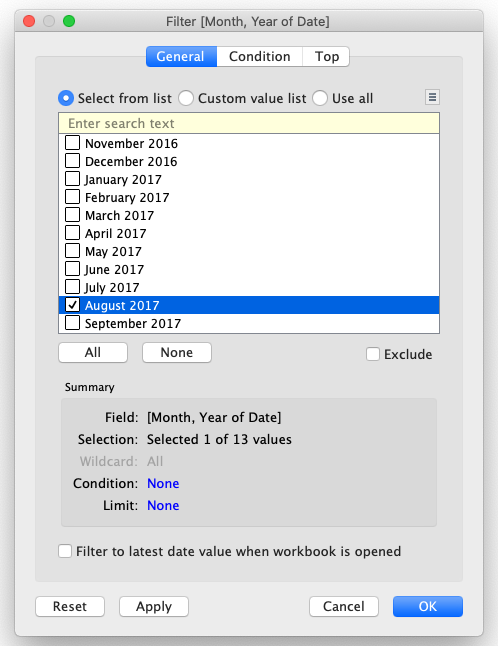 Filter [Month, Year of Date]
General Condition Top
Select from list Custom value list Use all
Enter search text
November 2016
December 2016
January 2017
February 2017
March 2017
April 2017
May 2017
June 2017
July 2017
August 2017
September 2017
All None Exclude
Summary
Field: [Month, Year of Date]
Selection: Selected 1 of 13 values
Wildcard: All
Condition: None
Limit: None
Filter to latest date value when workbook is opened
Reset Apply Cancel OK